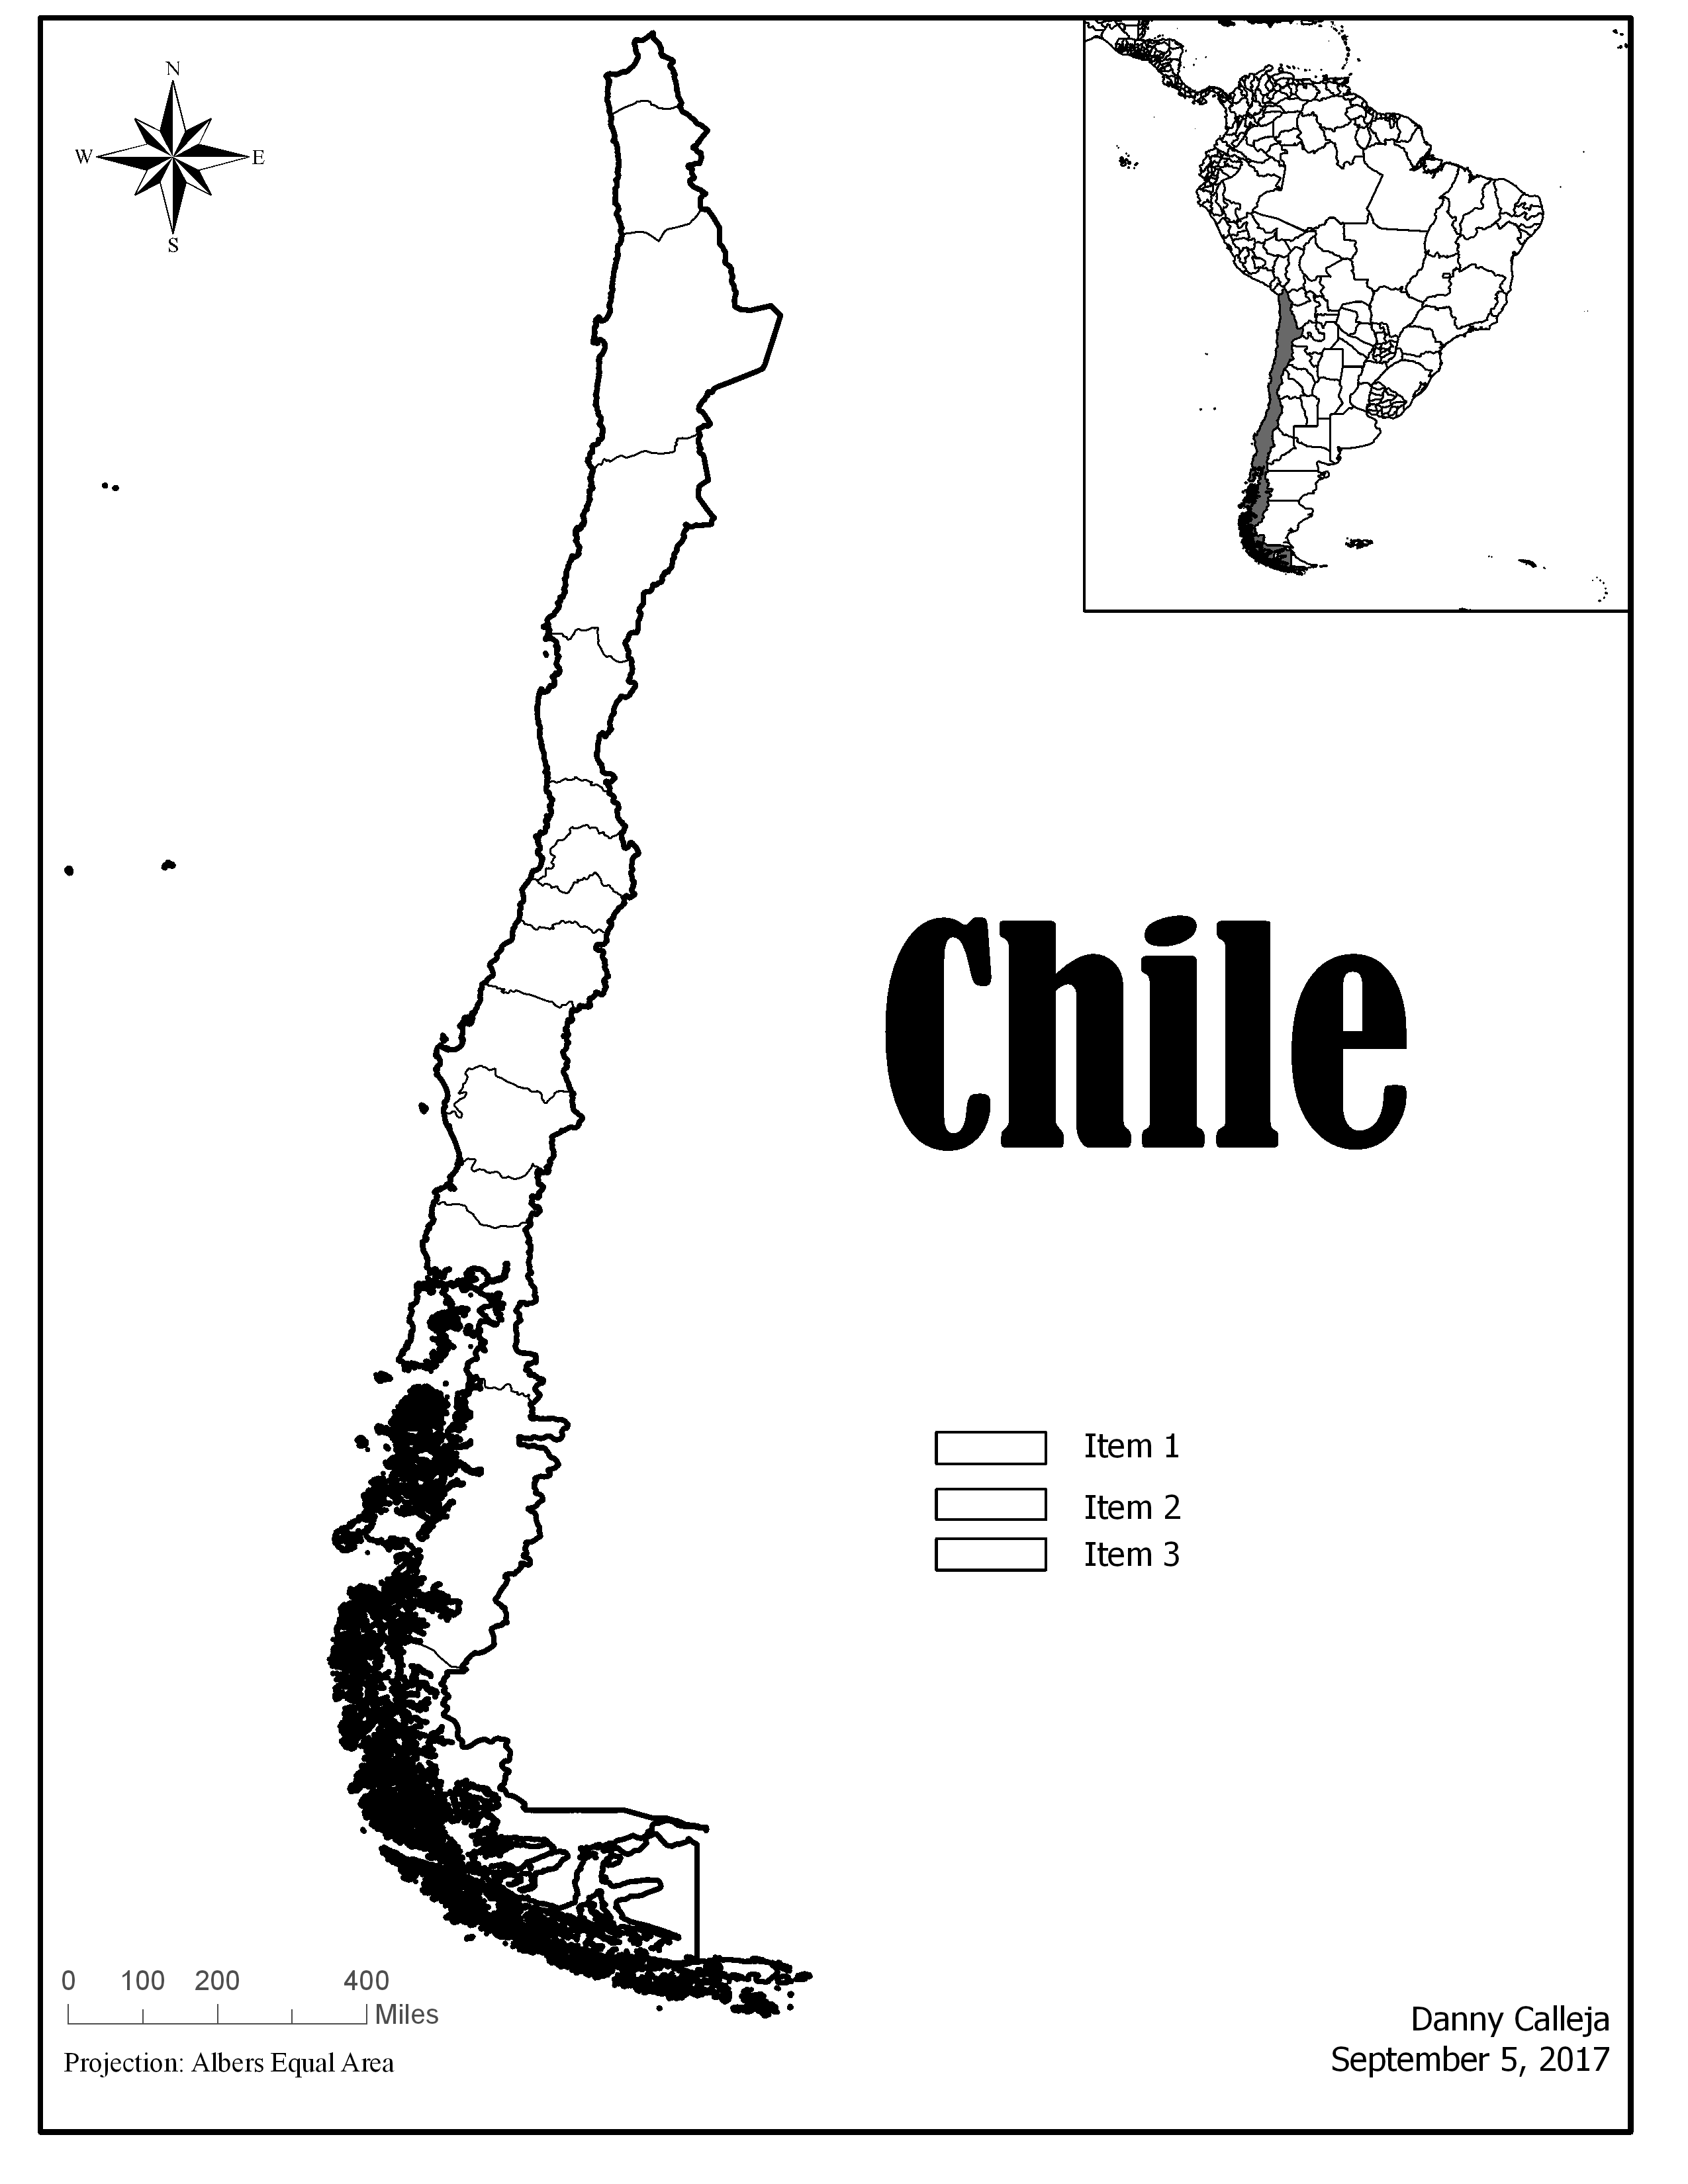 N
W E
S
Chile
Item 1
Item 2
Item 3
0 100 200 400
Miles
Projection: Albers Equal Area
Danny Calleja
September 5, 2017